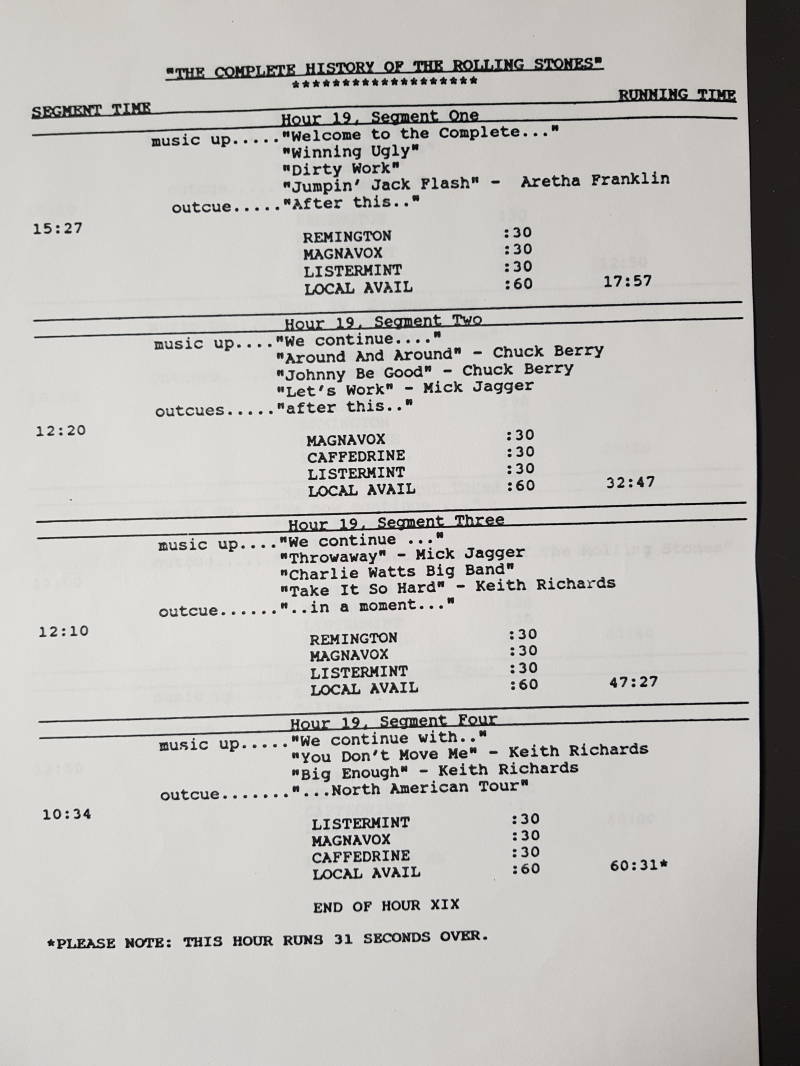 "THE COMPLETE HISTORY OF THE ROLLING STONES"
*******************
SEGMENT TIME RUNNING TIME
Hour 19, Segment One
music up....."Welcome to the Complete..."
"Winning Ugly"
"Dirty Work"
"Jumpin' Jack Flash" - Aretha Franklin
outcue....."After this.."
15:27
REMINGTON :30
MAGNAVOX :30
LISTERMINT :30
LOCAL AVAIL :60 17:57
Hour 19, Segment Two
music up...."We continue...."
"Around And Around" - Chuck Berry
"Johnny Be Good" - Chuck Berry
"Let's Work" - Mick Jagger
outcues....."after this.."
12:20
MAGNAVOX :30
CAFFEDRINE :30
LISTERMINT :30
LOCAL AVAIL :60 32:47
Hour 19, Segment Three
music up...."We continue ..."
"Throwaway" - Mick Jagger
"Charlie Watts Big Band"
"Take It So Hard" - Keith Richards
outcue......"..in a moment..."
12:10
REMINGTON :30
MAGNAVOX :30
LISTERMINT :30
LOCAL AVAIL :60 47:27
Hour 19, Segment Four
music up....."We continue with.."
"You Don't Move Me" - Keith Richards
"Big Enough" - Keith Richards
outcue......."...North American Tour"
10:34
LISTERMINT :30
MAGNAVOX :30
CAFFEDRINE :30
LOCAL AVAIL :60 60:31*
END OF HOUR XIX
*PLEASE NOTE: THIS HOUR RUNS 31 SECONDS OVER.